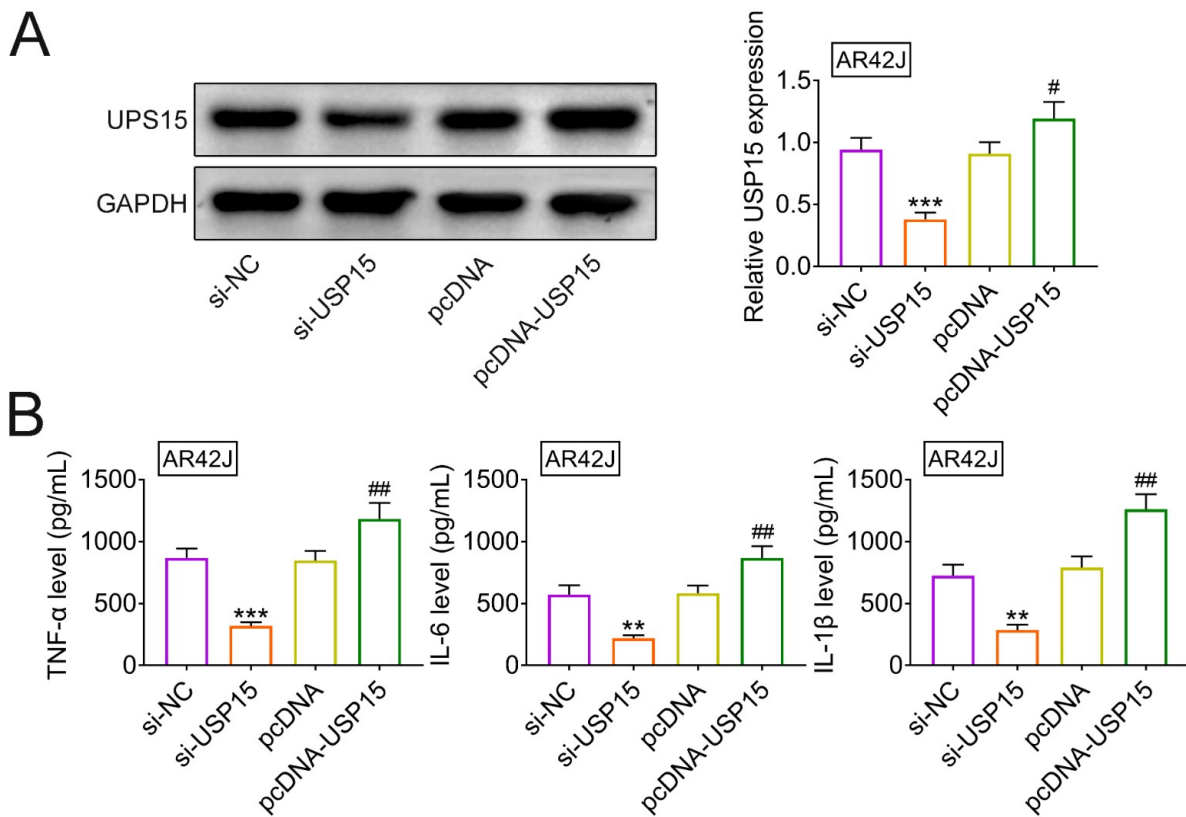 A
UPS15
GAPDH
si-NC
si-USP15
pcDNA
pcDNA-USP15
AR42J
Relative USP15 expression
1.5
1.0
0.5
0.0
***
#
si-NC
si-USP15
pcDNA
pcDNA-USP15
B
AR42J
TNF-α level (pg/mL)
1500
1000
500
0
***
##
si-NC
si-USP15
pcDNA
pcDNA-USP15
AR42J
IL-6 level (pg/mL)
1500
1000
500
0
**
##
si-NC
si-USP15
pcDNA
pcDNA-USP15
AR42J
IL-1β level (pg/mL)
1500
1000
500
0
**
##
si-NC
si-USP15
pcDNA
pcDNA-USP15